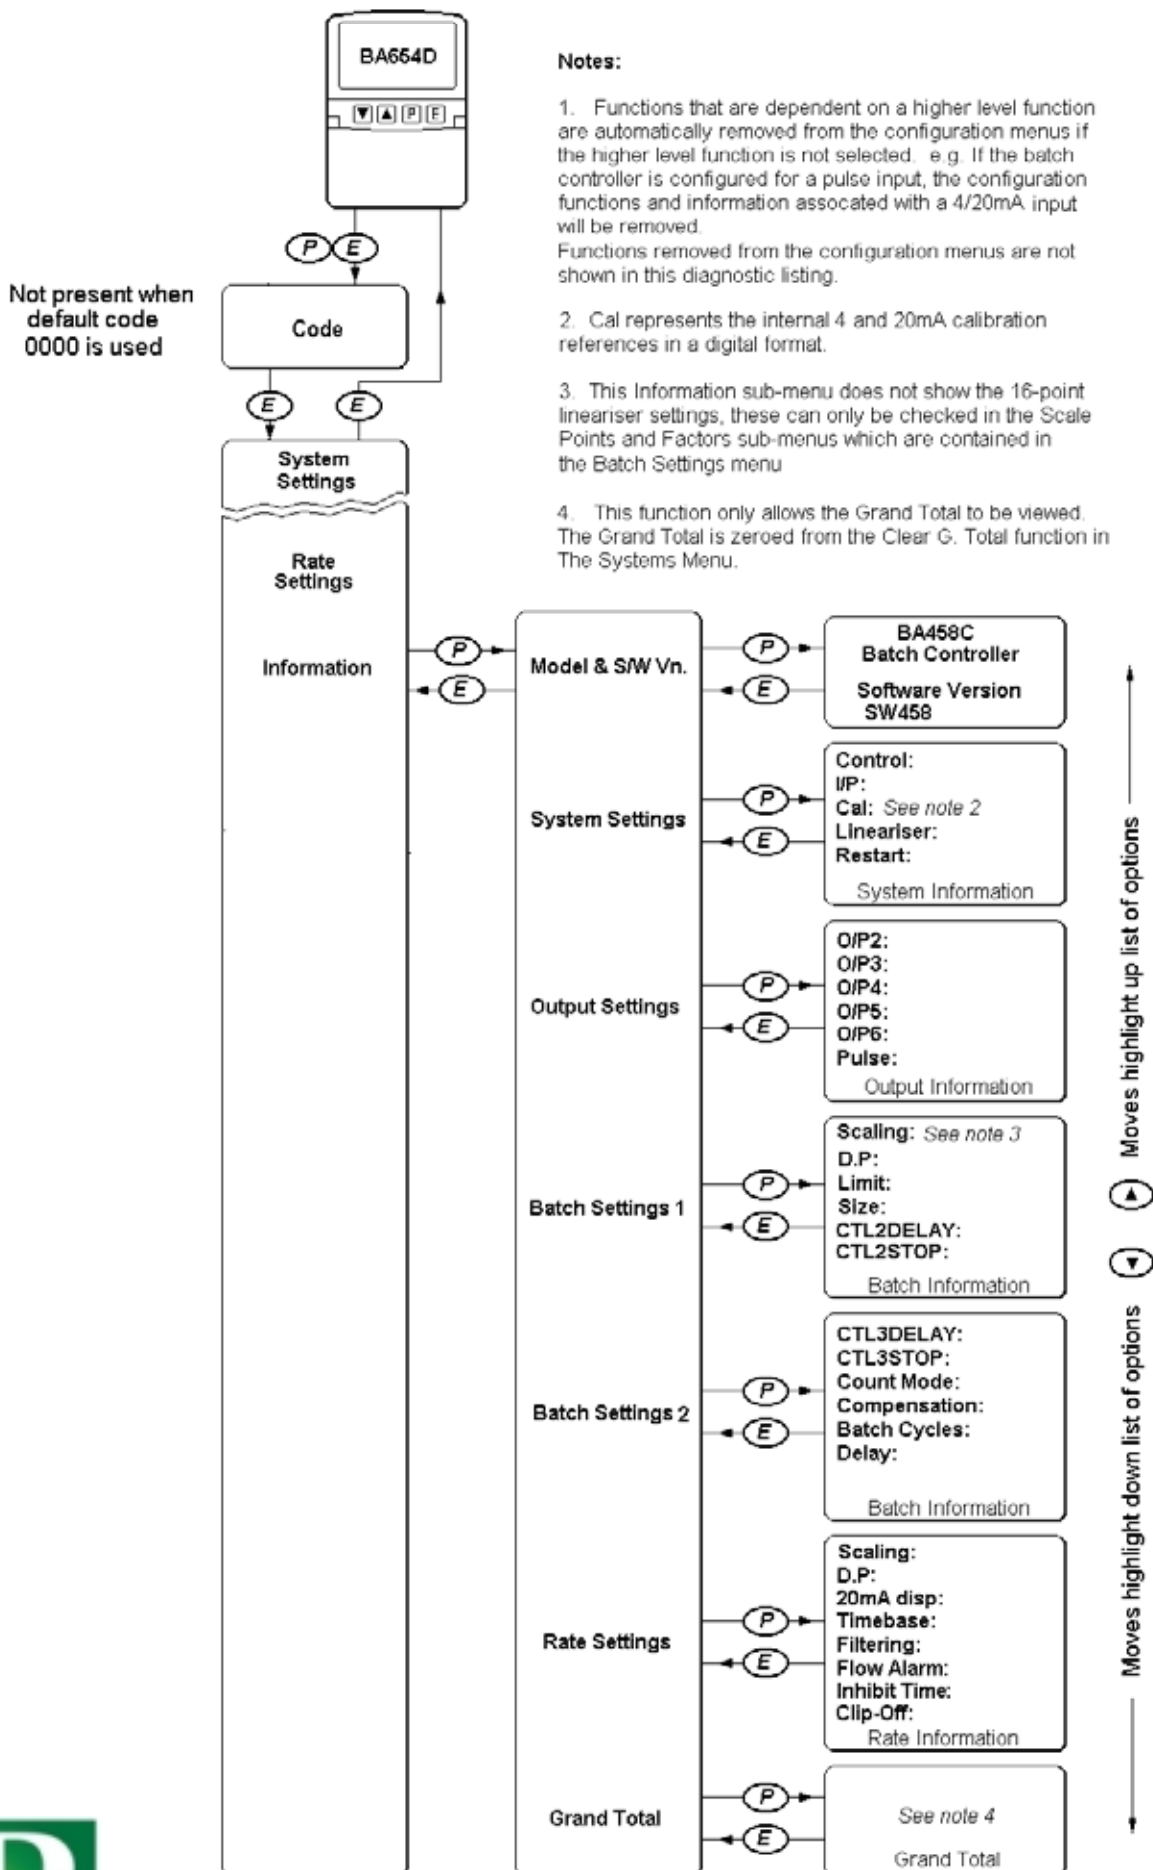 BA654D
P E
Notes:
1. Functions that are dependent on a higher level function
are automatically removed from the configuration menus if
the higher level function is not selected. e.g. If the batch
controller is configured for a pulse input, the configuration
functions and information assocated with a 4/20mA input
will be removed.
Functions removed from the configuration menus are not
shown in this diagnostic listing.
2. Cal represents the internal 4 and 20mA calibration
references in a digital format.
3. This Information sub-menu does not show the 16-point
lineariser settings, these can only be checked in the Scale
Points and Factors sub-menus which are contained in
the Batch Settings menu
4. This function only allows the Grand Total to be viewed.
The Grand Total is zeroed from the Clear G. Total function in
The Systems Menu.
P E
Not present when
default code
0000 is used
Code
E E
System
Settings
Rate
Settings
Information
P
E
Model & S/W Vn.
P
E
BA458C
Batch Controller
Software Version
SW458
System Settings
P
E
Control:
I/P:
Cal: See note 2
Lineariser:
Restart:
System Information
Output Settings
P
E
O/P2:
O/P3:
O/P4:
O/P5:
O/P6:
Pulse:
Output Information
Batch Settings 1
P
E
Scaling: See note 3
D.P:
Limit:
Size:
CTL2DELAY:
CTL2STOP:
Batch Information
Batch Settings 2
P
E
CTL3DELAY:
CTL3STOP:
Count Mode:
Compensation:
Batch Cycles:
Delay:
Batch Information
Rate Settings
P
E
Scaling:
D.P:
20mA disp:
Timebase:
Filtering:
Flow Alarm:
Inhibit Time:
Clip-Off:
Rate Information
Grand Total
P
E
See note 4
Grand Total
Moves highlight up list of options
Moves highlight down list of options